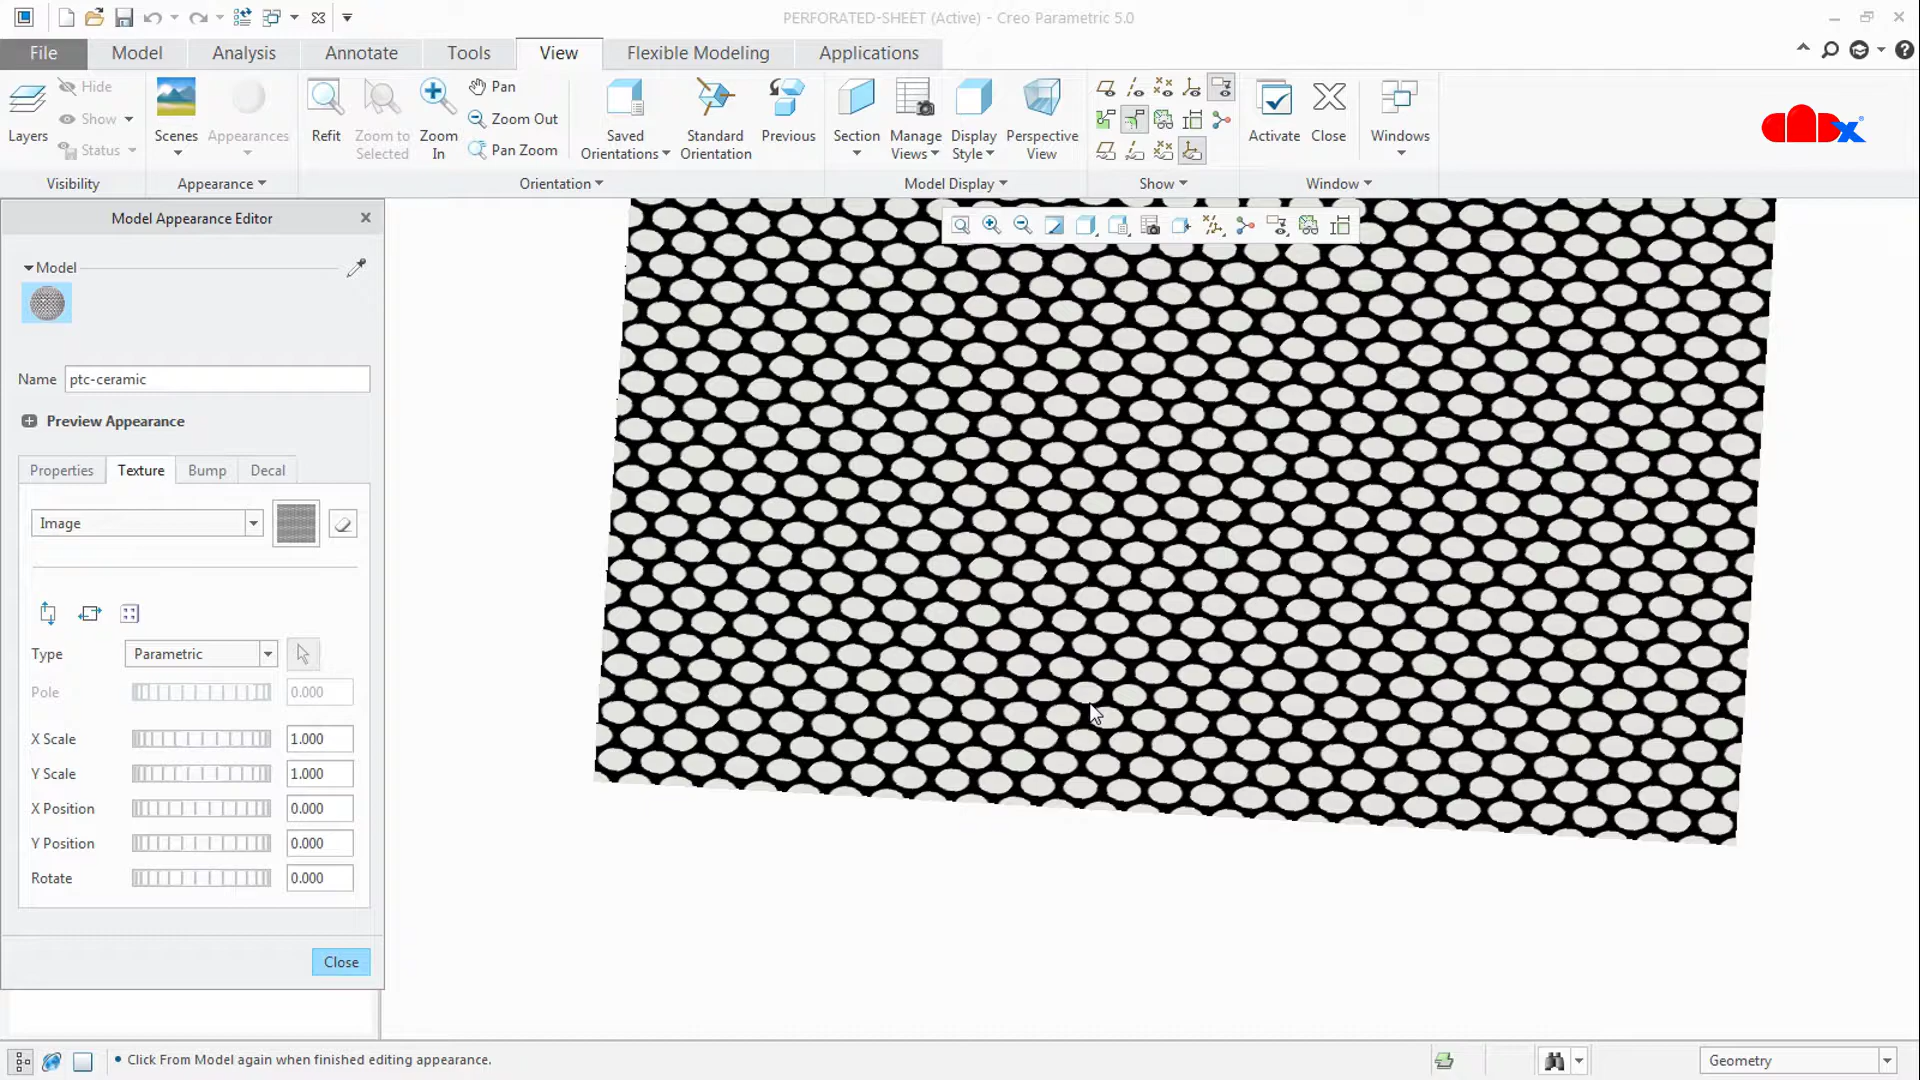 PERFORATED-SHEET (Active) - Creo Parametric 5.0
File
Model
Analysis
Annotate
Tools
View
Flexible Modeling
Applications
Layers
Hide
Show
Status
Visibility
Scenes
Appearances
Appearance
Refit
Zoom to
Selected
Zoom
In
Pan
Zoom Out
Pan Zoom
Saved
Orientations
Standard
Orientation
Previous
Orientation
Section
Manage
Views
Display
Style
Perspective
View
Model Display
Show
Activate
Close
Windows
Window
Model Appearance Editor
Model
Name
ptc-ceramic
Preview Appearance
Properties
Texture
Bump
Decal
Image
Type
Parametric
Pole
0.000
X Scale
1.000
Y Scale
1.000
X Position
0.000
Y Position
0.000
Rotate
0.000
Close
Click From Model again when finished editing appearance.
Geometry